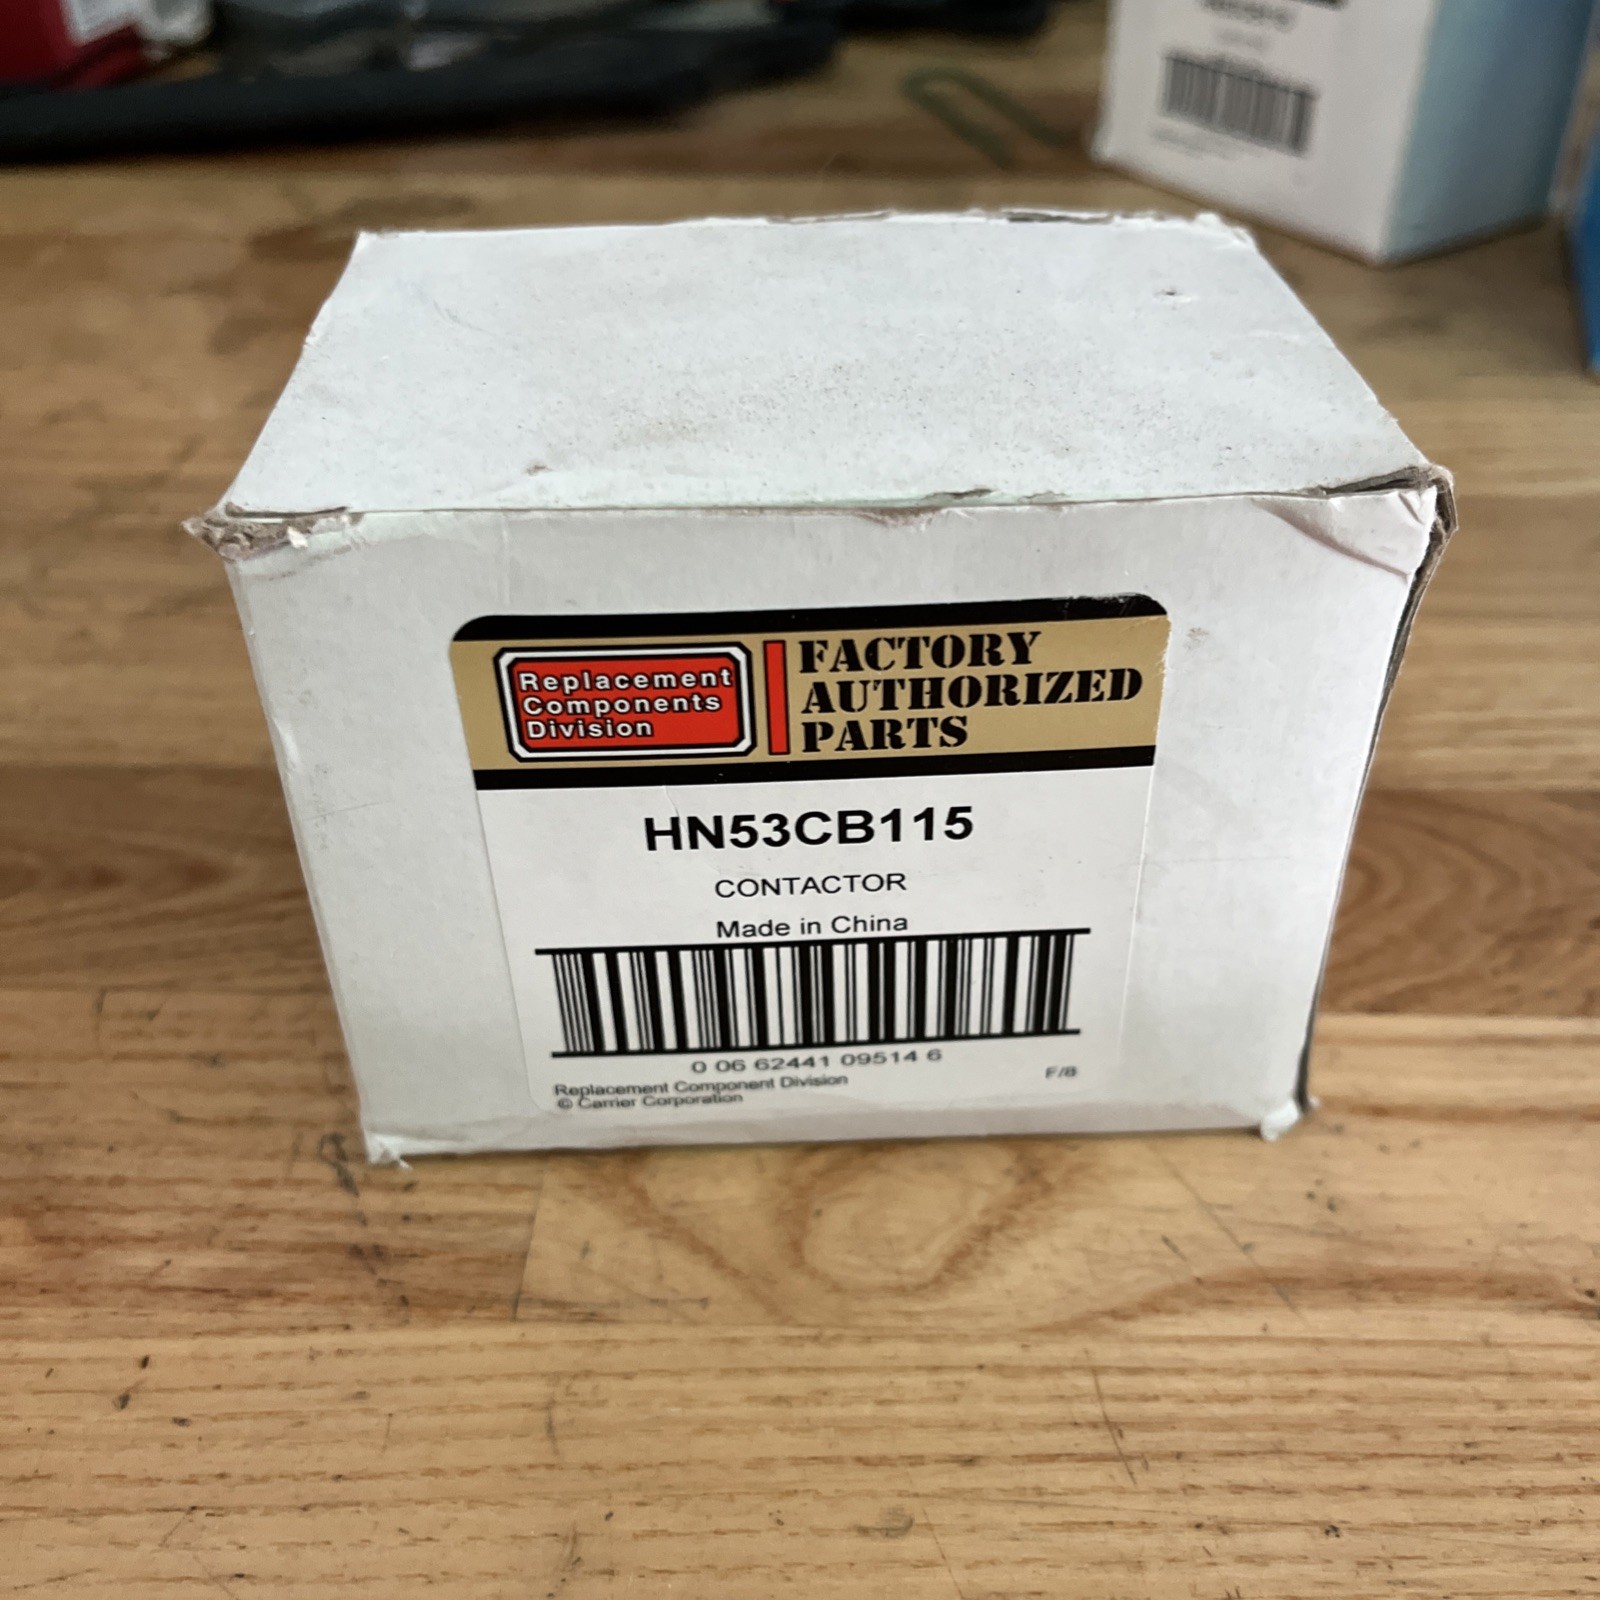 Replacement
Components
Division
FACTORY
AUTHORIZED
PARTS
HN53CB115
CONTACTOR
Made in China
0 06 62441 09514 6
F/8
Replacement Component Division
© Carrier Corporation